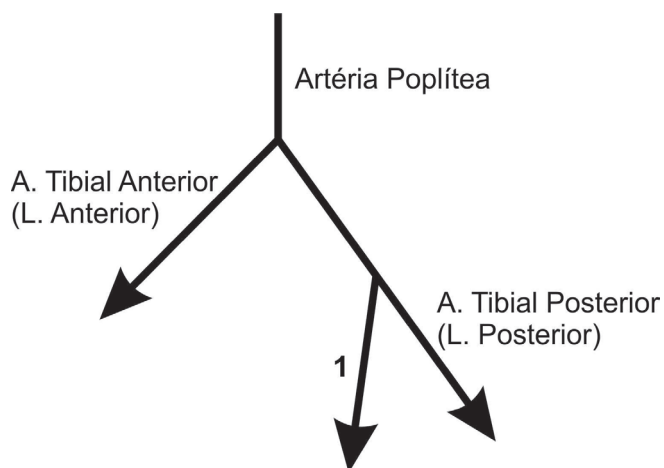 Artéria Poplítea
A. Tibial Anterior
(L. Anterior)
A. Tibial Posterior
(L. Posterior)
1